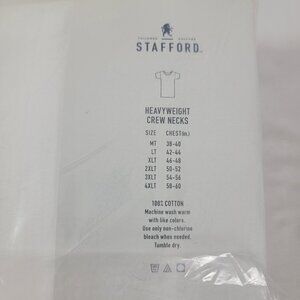 STAFFORD
HEAVYWEIGHT
CREW NECKS
SIZE CHEST(in.)
MT 38-40
LT 42-44
XLT 46-48
2XLT 50-52
3XLT 54-56
4XLT 58-60
100% COTTON
Machine wash warm
with like colors.
Use only non-chlorine
bleach when needed.
Tumble dry.